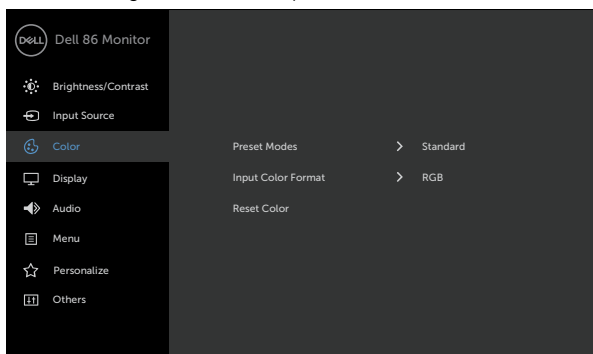 DELL Dell 86 Monitor
Brightness/Contrast
Input Source
Color
Preset Modes > Standard
Display
Input Color Format > RGB
Audio
Reset Color
Menu
Personalize
Others